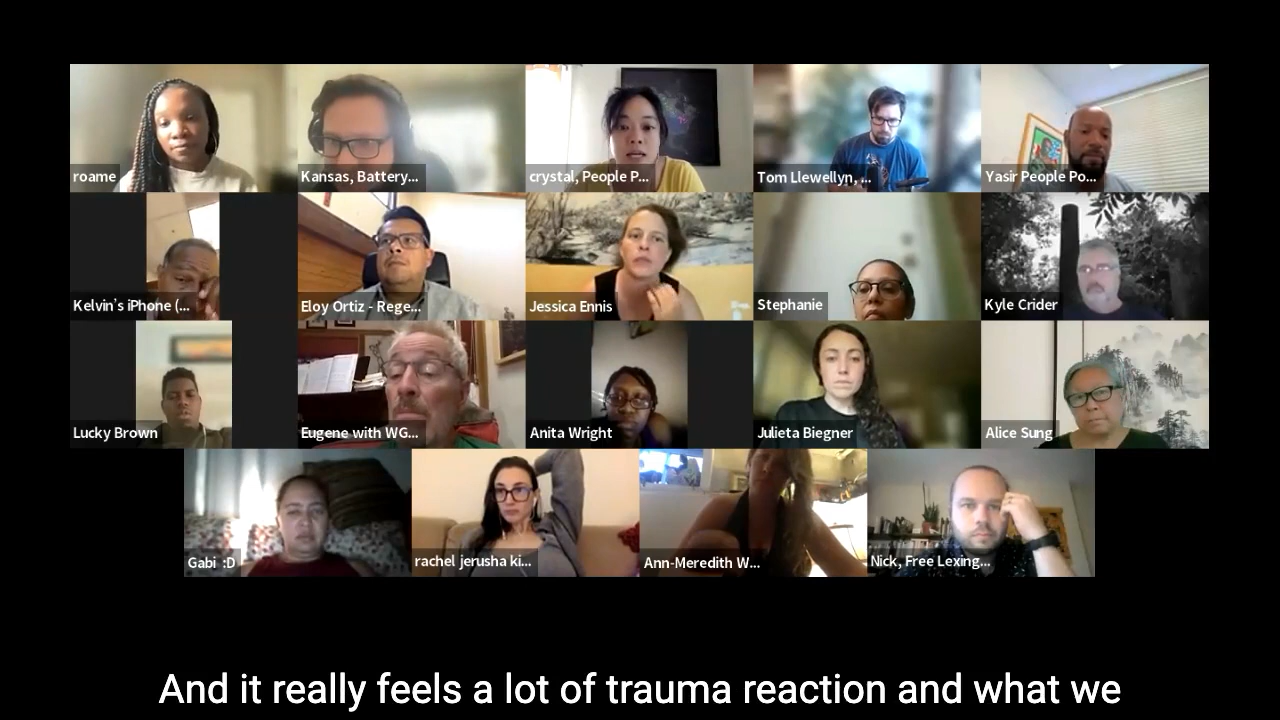 roame
Kansas, Battery...
crystal, People P...
Tom Llewellyn, ...
Yasir People Po...
Kelvin's iPhone (...
Eloy Ortiz - Rege...
Jessica Ennis
Stephanie
Kyle Crider
Lucky Brown
Eugene with WG...
Anita Wright
Julieta Biegner
Alice Sung
Gabi :D
rachel jerusha ki...
Ann-Meredith W...
Nick, Free Lexing...
And it really feels a lot of trauma reaction and what we